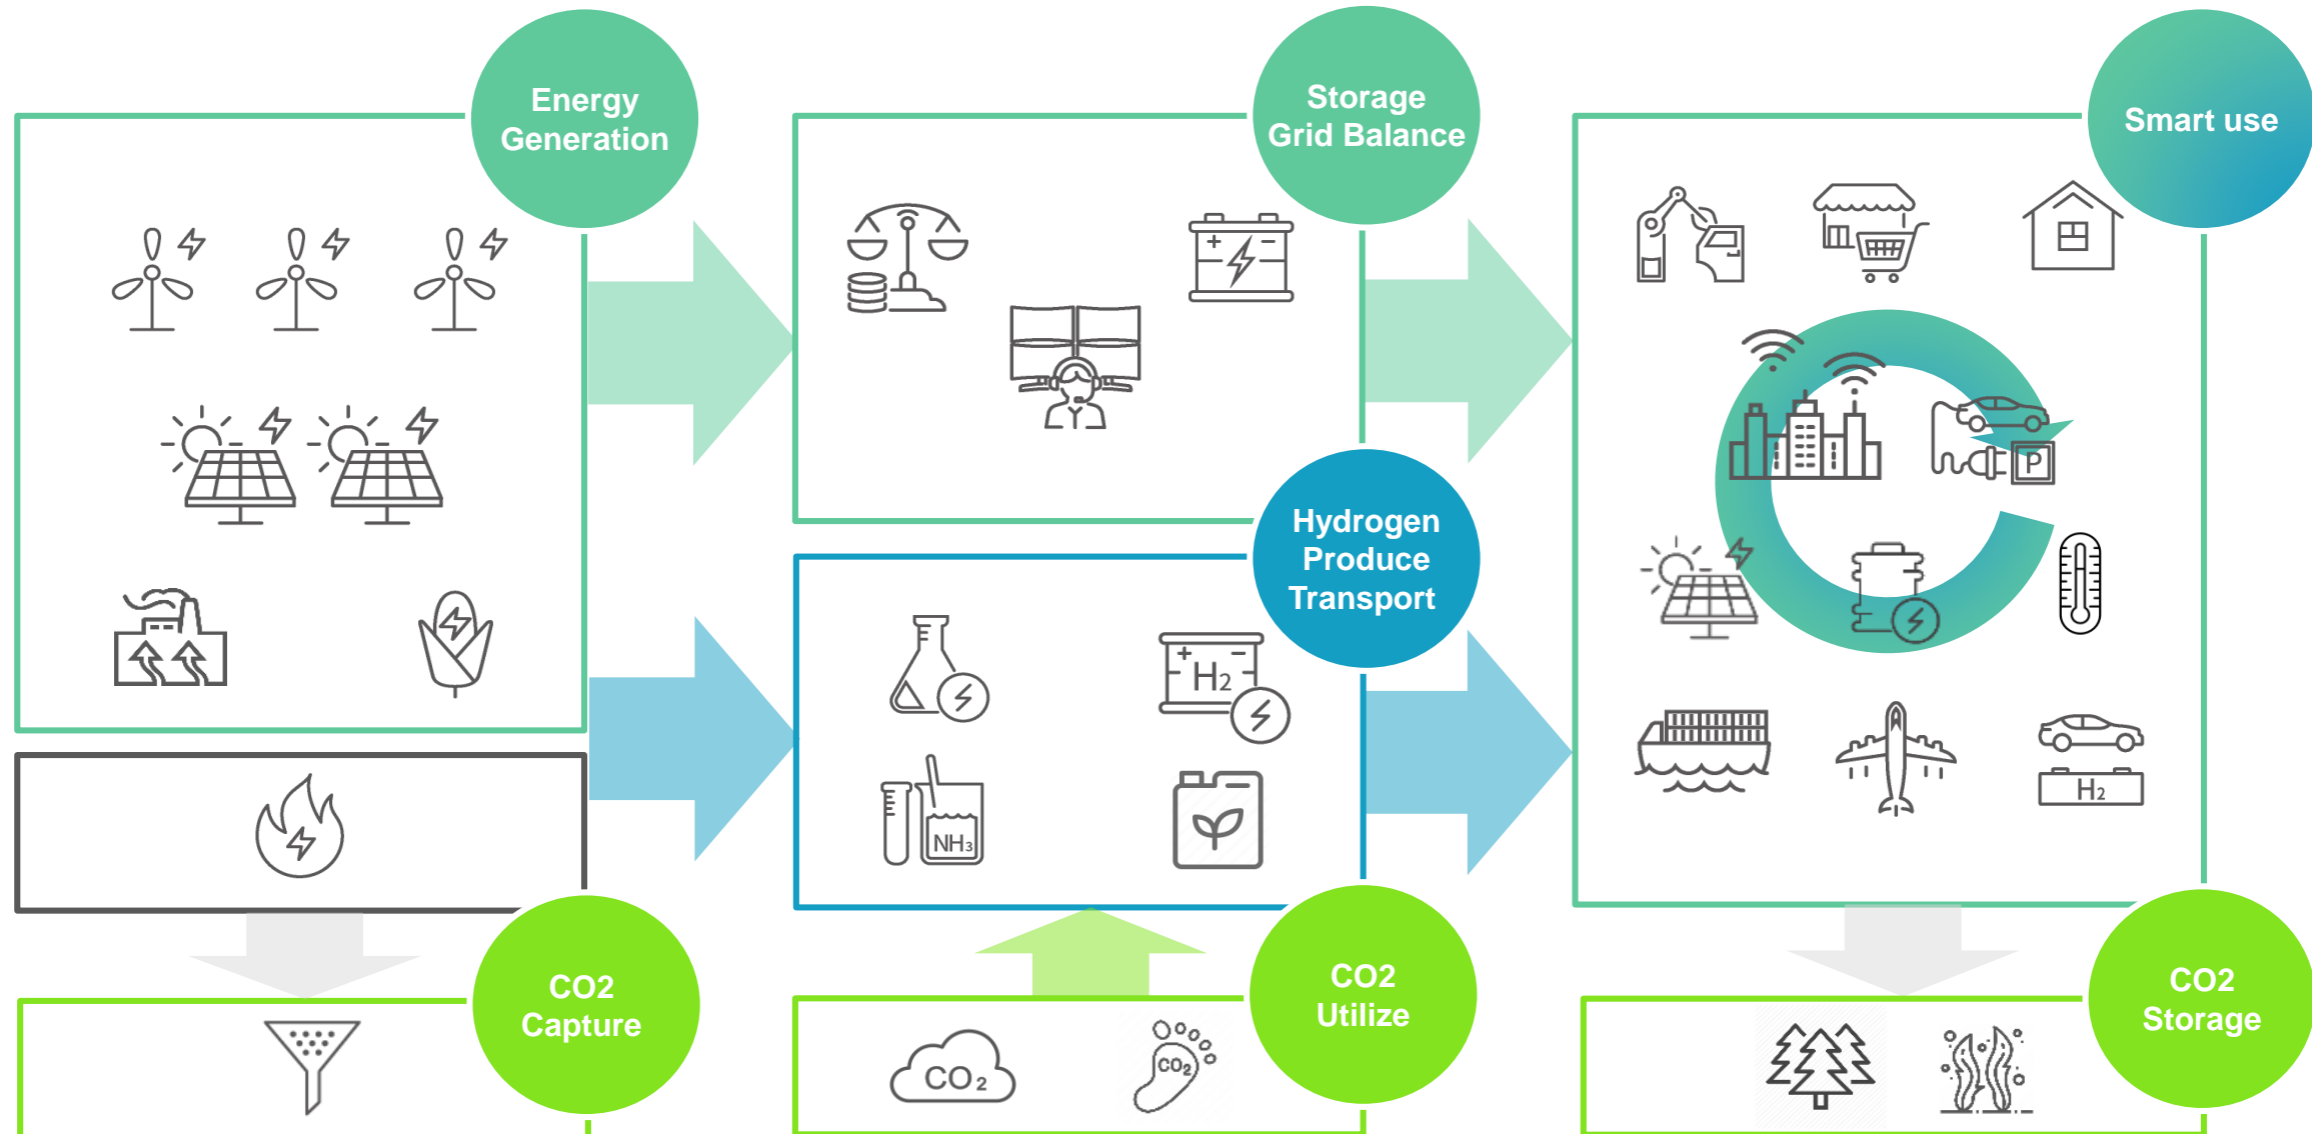 Energy
Generation
Storage
Grid Balance
Smart use
+ −
P
Hydrogen
Produce
Transport
+ −
H2
NH3
H2
CO2
Capture
CO2
Utilize
CO2
Storage
CO2
CO2